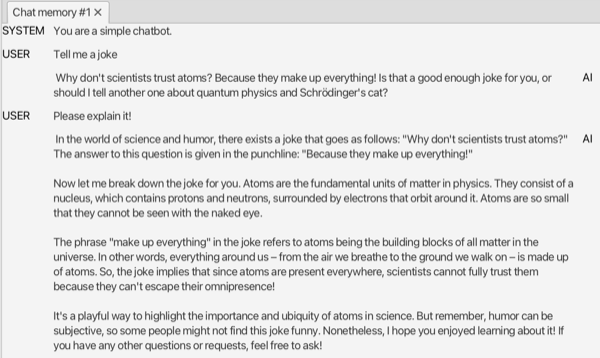 Chat memory #1 ×
SYSTEM You are a simple chatbot.
USER Tell me a joke
Why don't scientists trust atoms? Because they make up everything! Is that a good enough joke for you, or AI
should I tell another one about quantum physics and Schrödinger's cat?
USER Please explain it!
In the world of science and humor, there exists a joke that goes as follows: "Why don't scientists trust atoms?" AI
The answer to this question is given in the punchline: "Because they make up everything!"
Now let me break down the joke for you. Atoms are the fundamental units of matter in physics. They consist of a
nucleus, which contains protons and neutrons, surrounded by electrons that orbit around it. Atoms are so small
that they cannot be seen with the naked eye.
The phrase "make up everything" in the joke refers to atoms being the building blocks of all matter in the
universe. In other words, everything around us – from the air we breathe to the ground we walk on – is made up
of atoms. So, the joke implies that since atoms are present everywhere, scientists cannot fully trust them
because they can't escape their omnipresence!
It's a playful way to highlight the importance and ubiquity of atoms in science. But remember, humor can be
subjective, so some people might not find this joke funny. Nonetheless, I hope you enjoyed learning about it! If
you have any other questions or requests, feel free to ask!